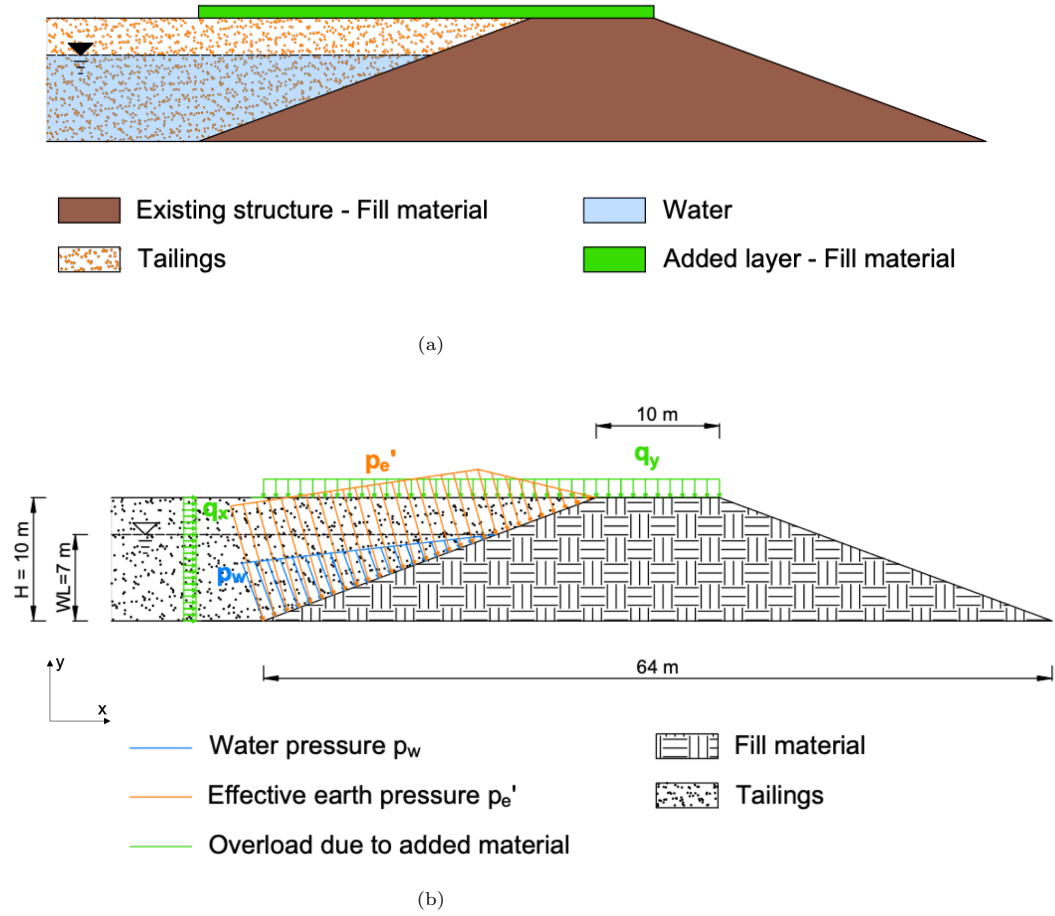 Existing structure - Fill material
Water
Tailings
Added layer - Fill material
(a)
10 m
pe'
qy
qx
H = 10 m
WL=7 m
pw
y
x
64 m
Water pressure pw
Fill material
Effective earth pressure pe'
Tailings
Overload due to added material
(b)